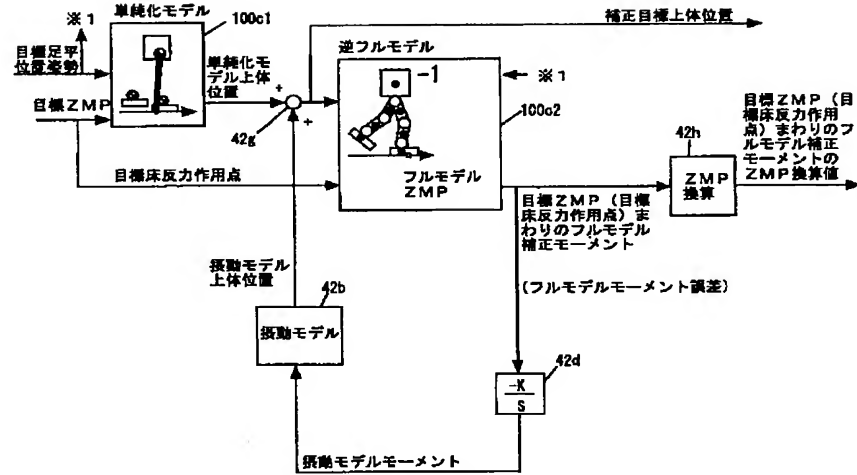 単純化モデル
100c1
※1
目標足平
位置姿勢
目標ZMP
単純化モ
デル上体
位置
+
+
42g
補正目標上体位置
逆フルモデル
-1
※1
100c2
フルモデル
ZMP
目標床反力作用点
42h
ZMP
換算
目標ZMP(目
標床反力作用
点)まわりのフ
ルモデル補正
モーメントの
ZMP換算値
目標ZMP(目標
床反力作用点)ま
わりのフルモデル
補正モーメント
(フルモデルモーメント誤差)
摂動モデル
上体位置
42b
摂動モデル
42d
-K
S
摂動モデルモーメント